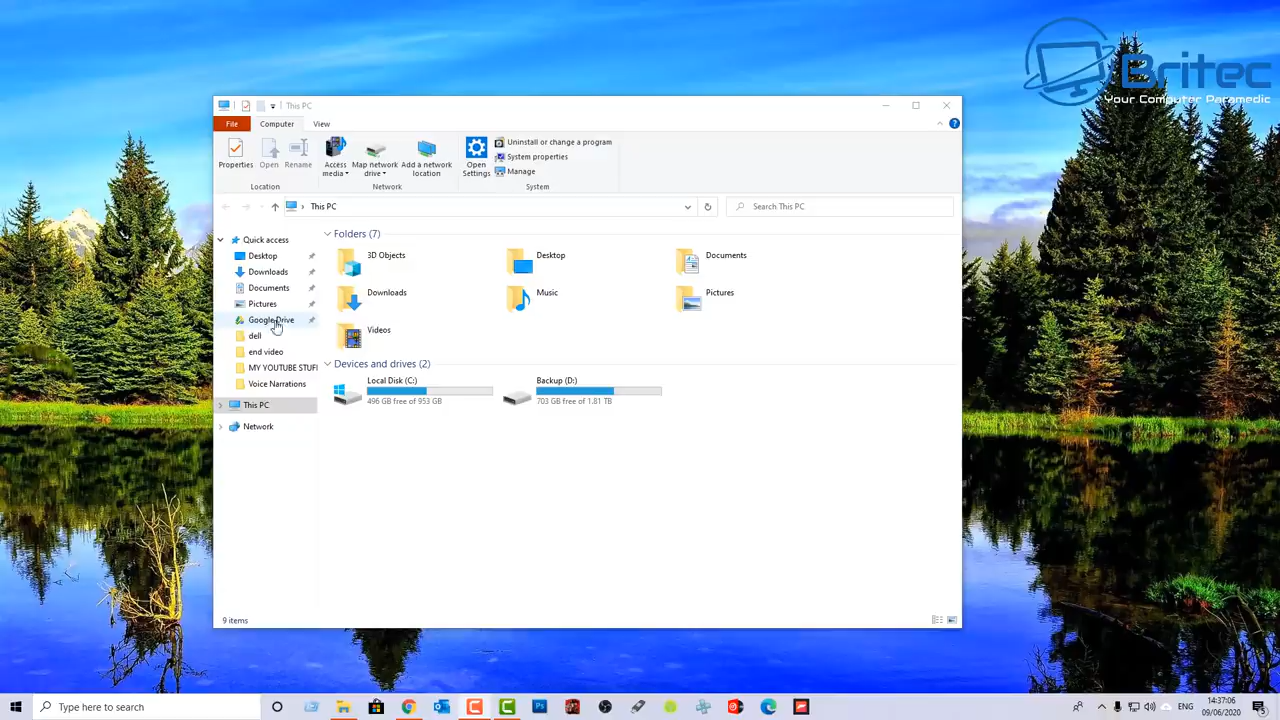 Britec
Your Computer Paramedic
This PC
File
Computer
View
Properties
Open
Rename
Access media
Map network drive
Add a network location
Open Settings
Uninstall or change a program
System properties
Manage
Location
Network
System
This PC
Search This PC
Quick access
Desktop
Downloads
Documents
Pictures
Google Drive
dell
end video
MY YOUTUBE STUFF
Voice Narrations
This PC
Network
Folders (7)
3D Objects
Desktop
Documents
Downloads
Music
Pictures
Videos
Devices and drives (2)
Local Disk (C:)
496 GB free of 953 GB
Backup (D:)
703 GB free of 1.81 TB
9 items
Type here to search
Ps
ENG
14:37:06
09/06/2020
5